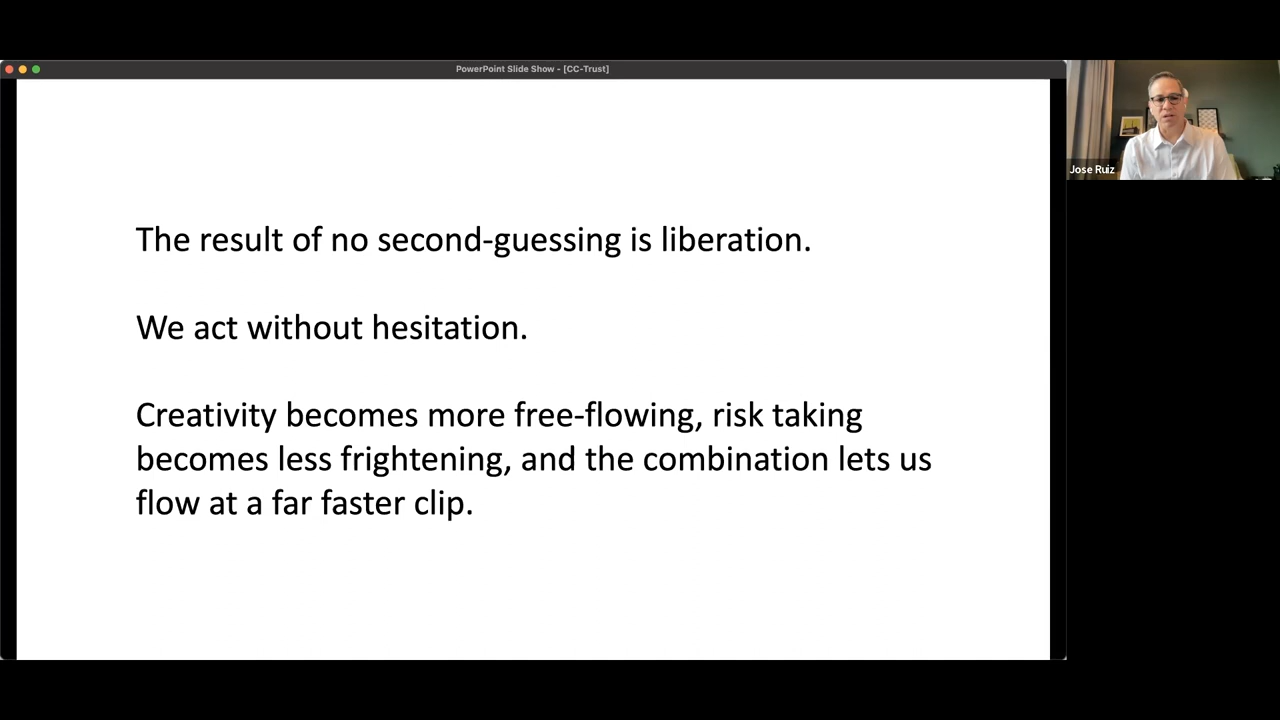 PowerPoint Slide Show - [CC-Trust]
Jose Ruiz
The result of no second-guessing is liberation.
We act without hesitation.
Creativity becomes more free-flowing, risk taking
becomes less frightening, and the combination lets us
flow at a far faster clip.